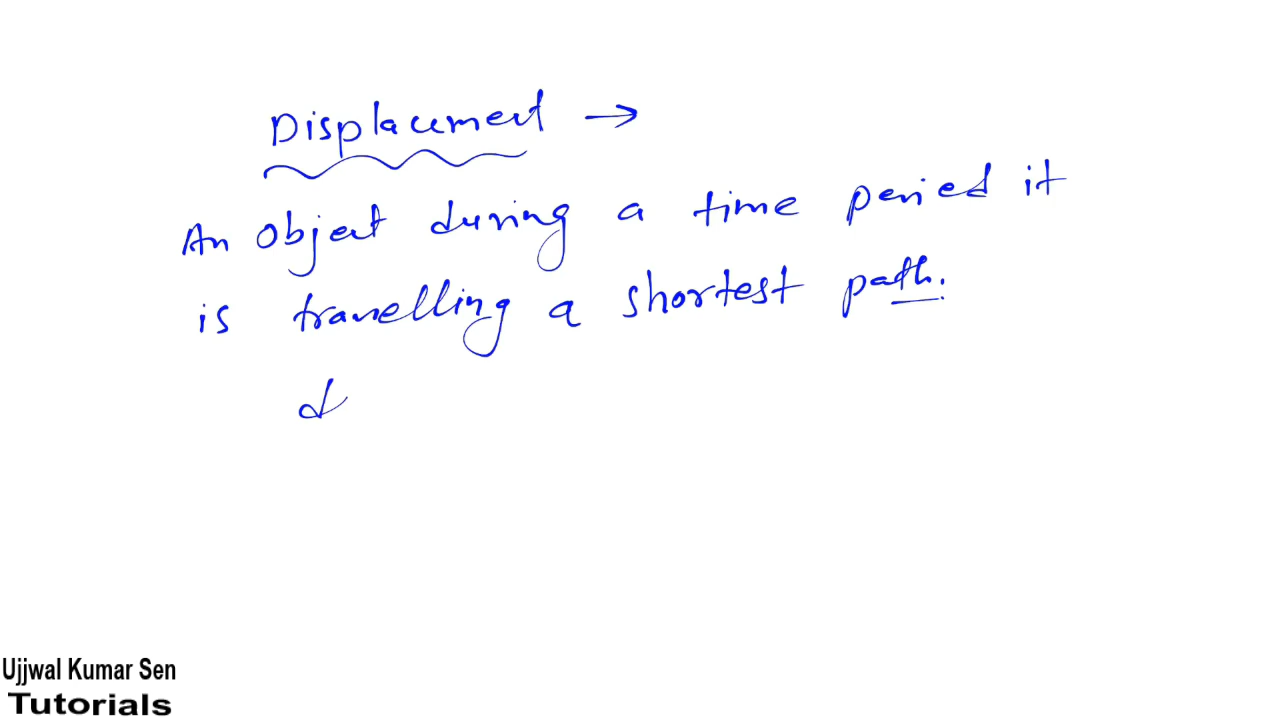 Displacement →
An Object during a time period it
is travelling a shortest path.
d
Ujjwal Kumar Sen
Tutorials